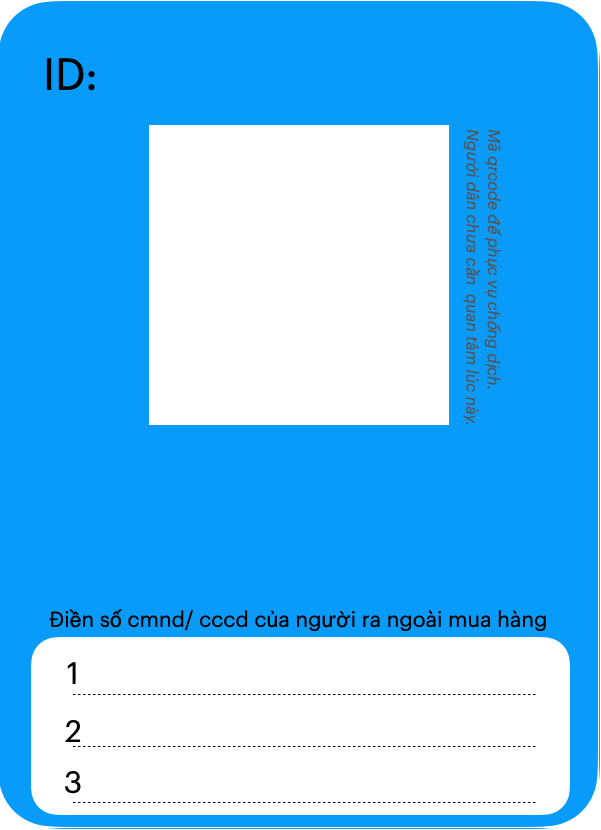 ID:
Mã qrcode để phục vụ chống dịch.
Người dân chưa cần quan tâm lúc này.
Điền số cmnd/ cccd của người ra ngoài mua hàng
1
2
3